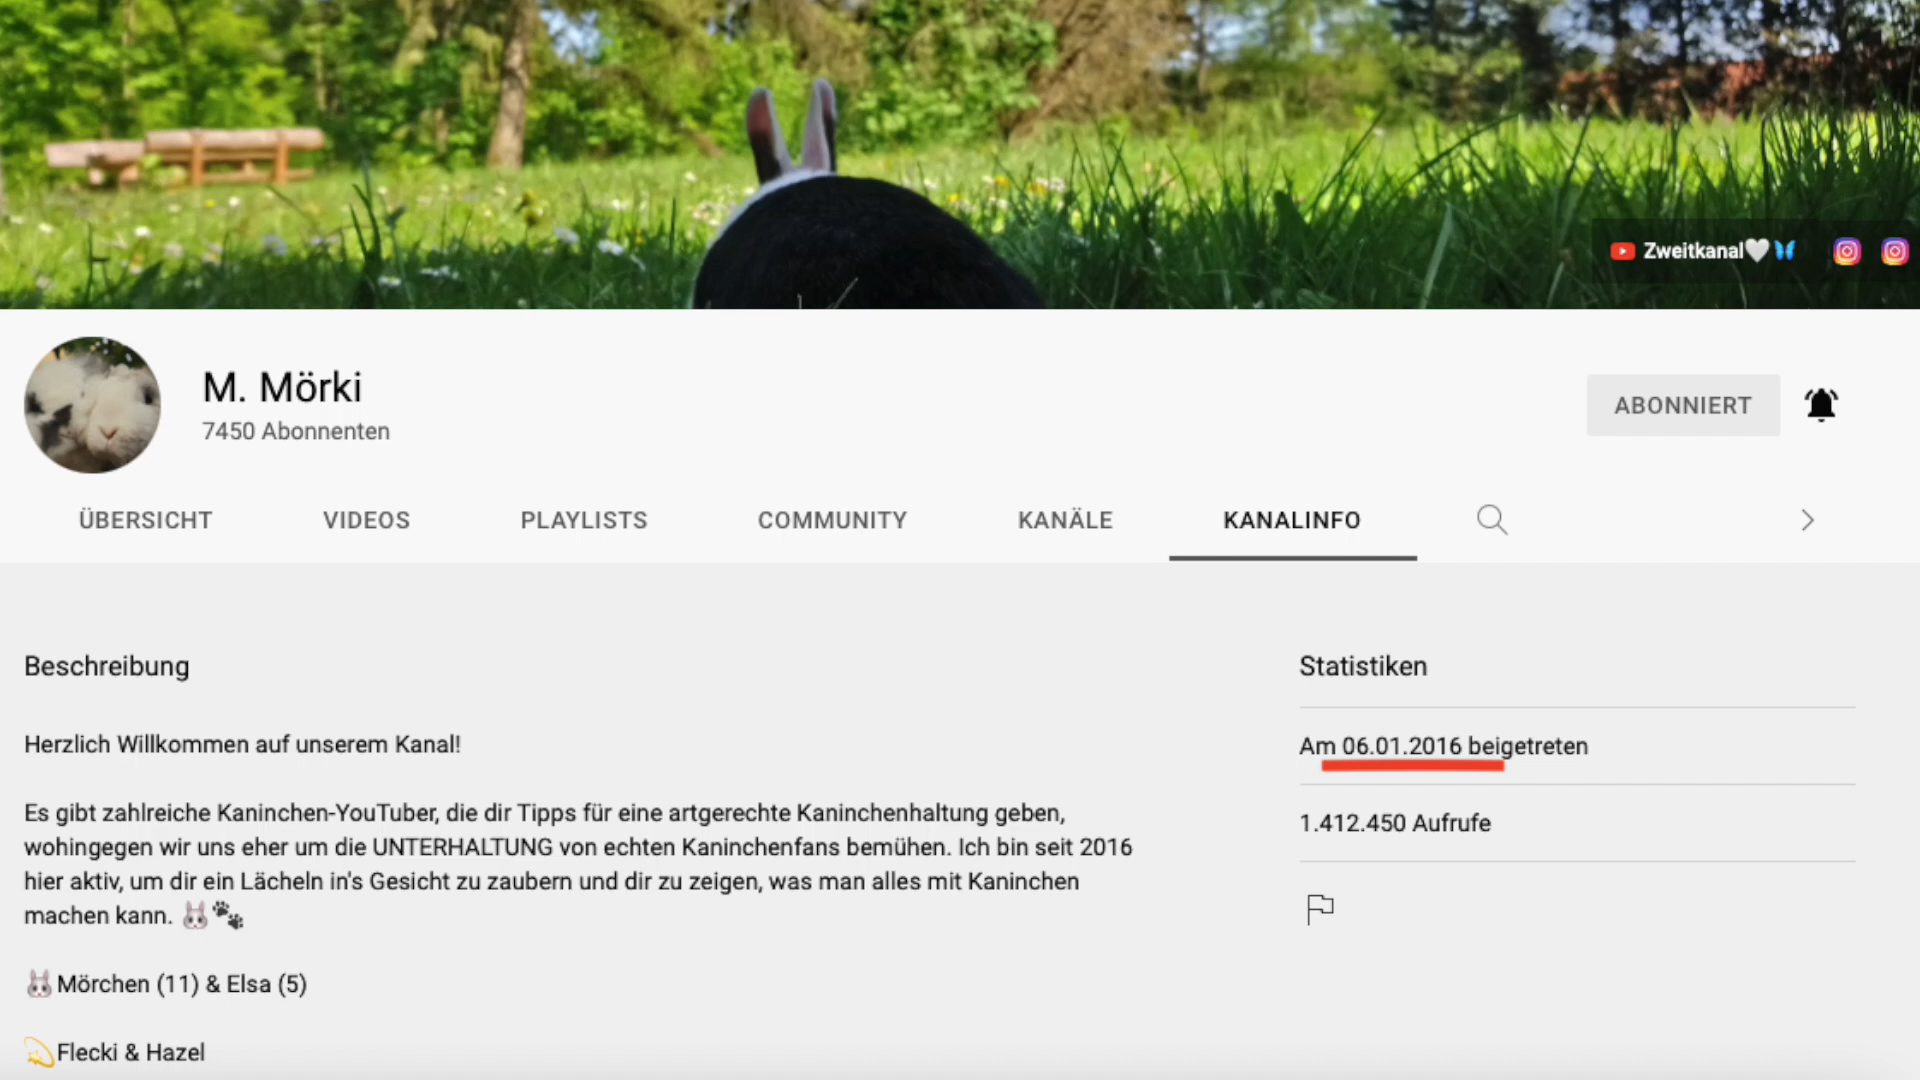 Zweitkanal🤍🦋
M. Mörki
7450 Abonnenten
ABONNIERT
ÜBERSICHT
VIDEOS
PLAYLISTS
COMMUNITY
KANÄLE
KANALINFO
Beschreibung
Herzlich Willkommen auf unserem Kanal!
Es gibt zahlreiche Kaninchen-YouTuber, die dir Tipps für eine artgerechte Kaninchenhaltung geben,
wohingegen wir uns eher um die UNTERHALTUNG von echten Kaninchenfans bemühen. Ich bin seit 2016
hier aktiv, um dir ein Lächeln in's Gesicht zu zaubern und dir zu zeigen, was man alles mit Kaninchen
machen kann. 🐰🐾
🐰Mörchen (11) & Elsa (5)
💫Flecki & Hazel
Statistiken
Am 06.01.2016 beigetreten
1.412.450 Aufrufe